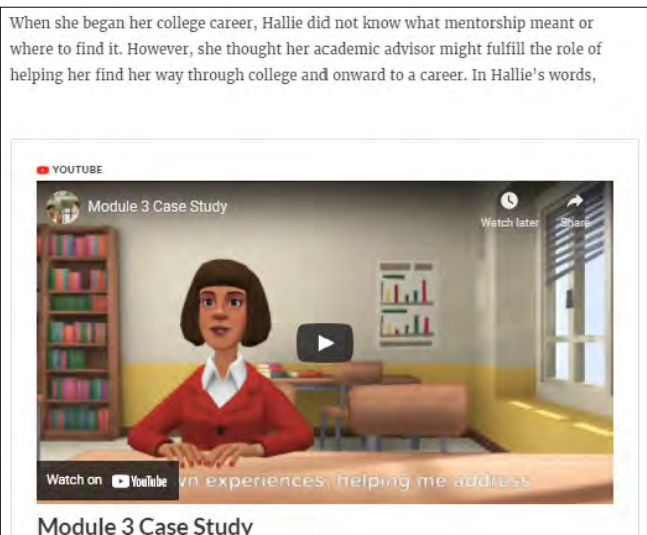 When she began her college career, Hallie did not know what mentorship meant or
where to find it. However, she thought her academic advisor might fulfill the role of
helping her find her way through college and onward to a career. In Hallie's words,
YOUTUBE
Module 3 Case Study
Watch later
Share
Watch on YouTube
experiences, helping me address
Module 3 Case Study